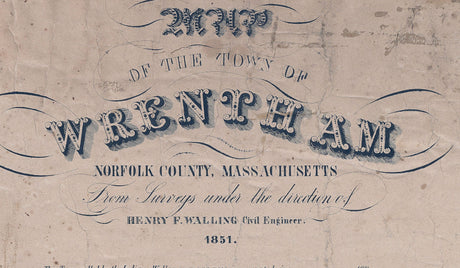 MAP
OF THE TOWN OF
WRENTHAM
NORFOLK COUNTY, MASSACHUSETTS
From Surveys under the direction of
HENRY F. WALLING Civil Engineer.
1851.